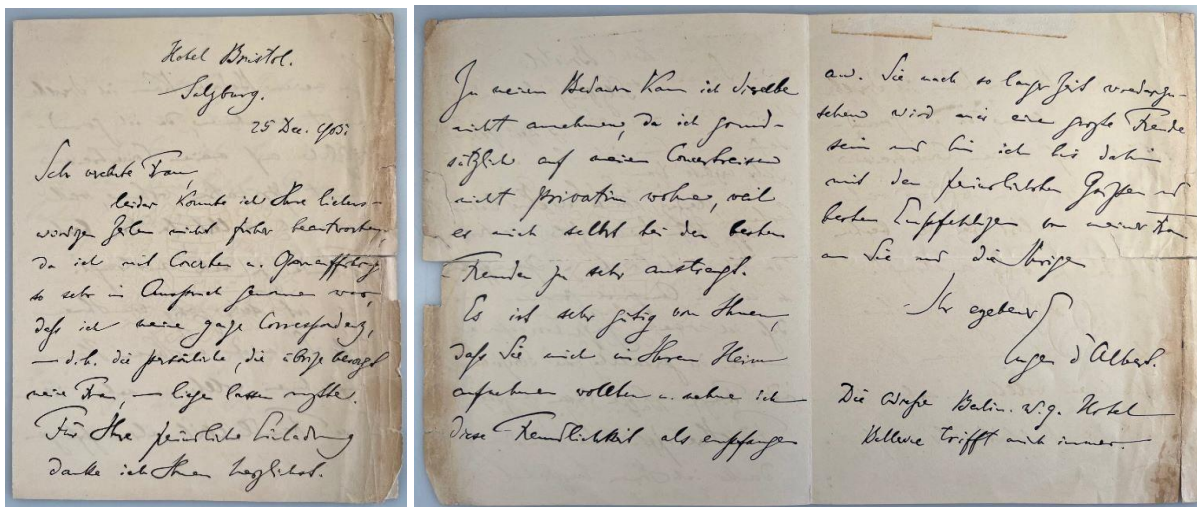 Hotel Bristol.
Salzburg.
25 Dec. 1905.
Sehr verehrte Frau,
leider konnte ich Ihre liebens-
würdigen Zeilen nicht früher beantworten,
da ich mit Concerten u. Opernaufführungen
so sehr in Anspruch genommen war,
daß ich meine ganze Correspondenz,
— d.h. die persönliche, die übrige besorgt
meine Frau, — liegen lassen mußte.
Für Ihre freundliche Einladung
danke ich Ihnen herzlichst.
Zu meinem Bedauern kann ich dieselbe
nicht annehmen, da ich grund-
sätzlich auf meinen Concertreisen
nicht privatim wohne, weil
es mich selbst bei den besten
Freunden zu sehr anstrengt.
Es ist sehr gütig von Ihnen,
daß Sie mich in Ihrem Heim
aufnehmen wollten u. nehme ich
diese Freundlichkeit als empfangen
an. Sie nach so langer Zeit wiederzu-
sehen wird mir eine große Freude
sein und bin ich bis dahin
mit den freundlichsten Grüßen und
besten Empfehlungen von meiner Frau
an Sie und die Übrigen
Ihr ergebener
Eugen d'Albert.
Die Adresse Berlin. W.9. Hotel
Bellevue trifft mich immer.